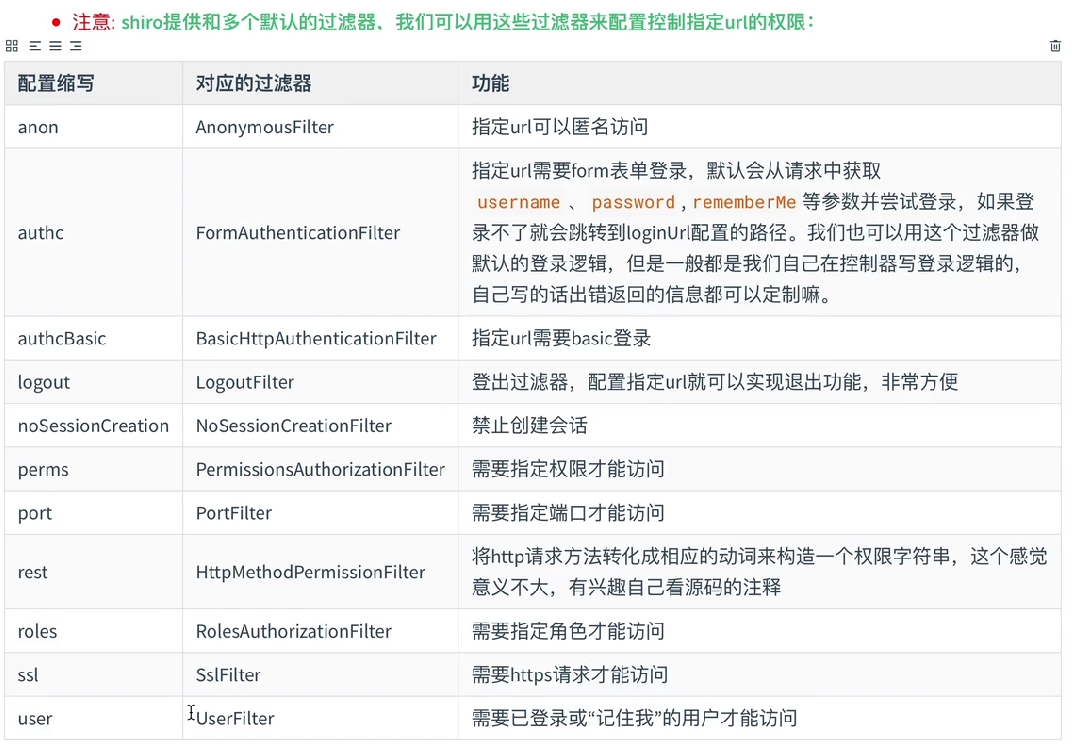 注意: shiro提供和多个默认的过滤器，我们可以用这些过滤器来配置控制指定url的权限：
配置缩写 对应的过滤器 功能
anon AnonymousFilter 指定url可以匿名访问
authc FormAuthenticationFilter 指定url需要form表单登录，默认会从请求中获取
username 、 password , rememberMe 等参数并尝试登录，如果登
录不了就会跳转到loginUrl配置的路径。我们也可以用这个过滤器做
默认的登录逻辑，但是一般都是我们自己在控制器写登录逻辑的，
自己写的话出错返回的信息都可以定制嘛。
authcBasic BasicHttpAuthenticationFilter 指定url需要basic登录
logout LogoutFilter 登出过滤器，配置指定url就可以实现退出功能，非常方便
noSessionCreation NoSessionCreationFilter 禁止创建会话
perms PermissionsAuthorizationFilter 需要指定权限才能访问
port PortFilter 需要指定端口才能访问
rest HttpMethodPermissionFilter 将http请求方法转化成相应的动词来构造一个权限字符串，这个感觉
意义不大，有兴趣自己看源码的注释
roles RolesAuthorizationFilter 需要指定角色才能访问
ssl SslFilter 需要https请求才能访问
user UserFilter 需要已登录或“记住我”的用户才能访问